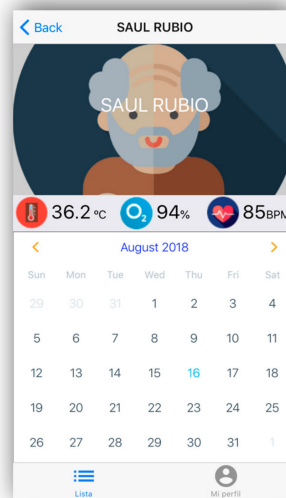 Back SAUL RUBIO
SAUL RUBIO
36.2 ºC O2 94% 85BPM
August 2018
Sun Mon Tue Wed Thu Fri Sat
29 30 31 1 2 3 4
5 6 7 8 9 10 11
12 13 14 15 16 17 18
19 20 21 22 23 24 25
26 27 28 29 30 31 1
Lista Mi perfil